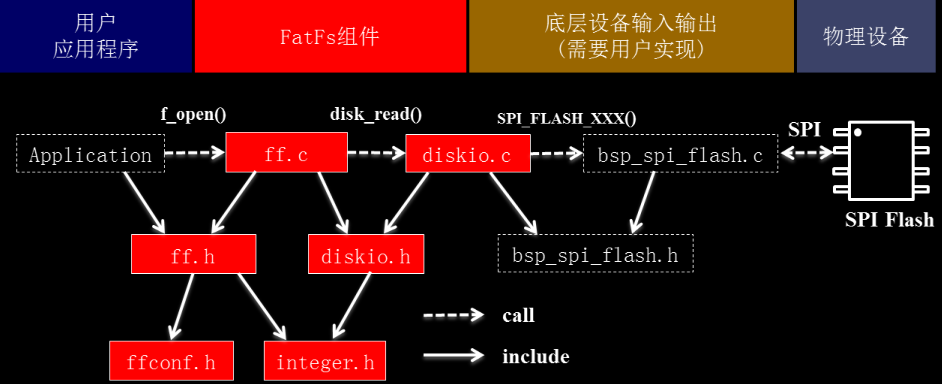 用户
应用程序
FatFs组件
底层设备输入输出
(需要用户实现)
物理设备
f_open()
disk_read()
SPI_FLASH_XXX()
SPI
Application
ff.c
diskio.c
bsp_spi_flash.c
SPI Flash
ff.h
diskio.h
bsp_spi_flash.h
call
ffconf.h
integer.h
include